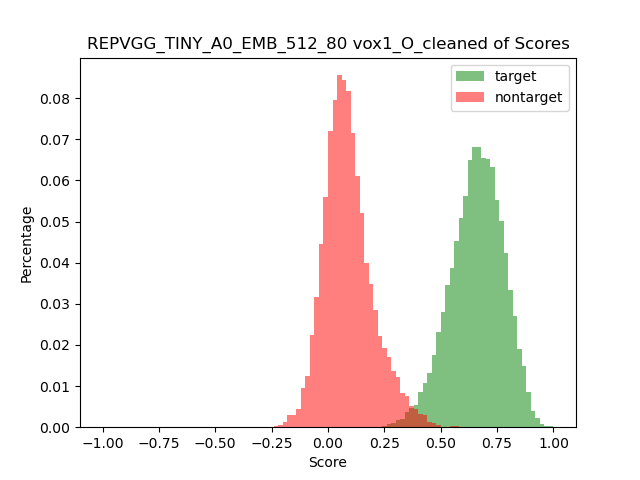 REPVGG_TINY_A0_EMB_512_80 vox1_O_cleaned of Scores
target
nontarget
Percentage
0.08
0.07
0.06
0.05
0.04
0.03
0.02
0.01
0.00
−1.00 −0.75 −0.50 −0.25 0.00 0.25 0.50 0.75 1.00
Score